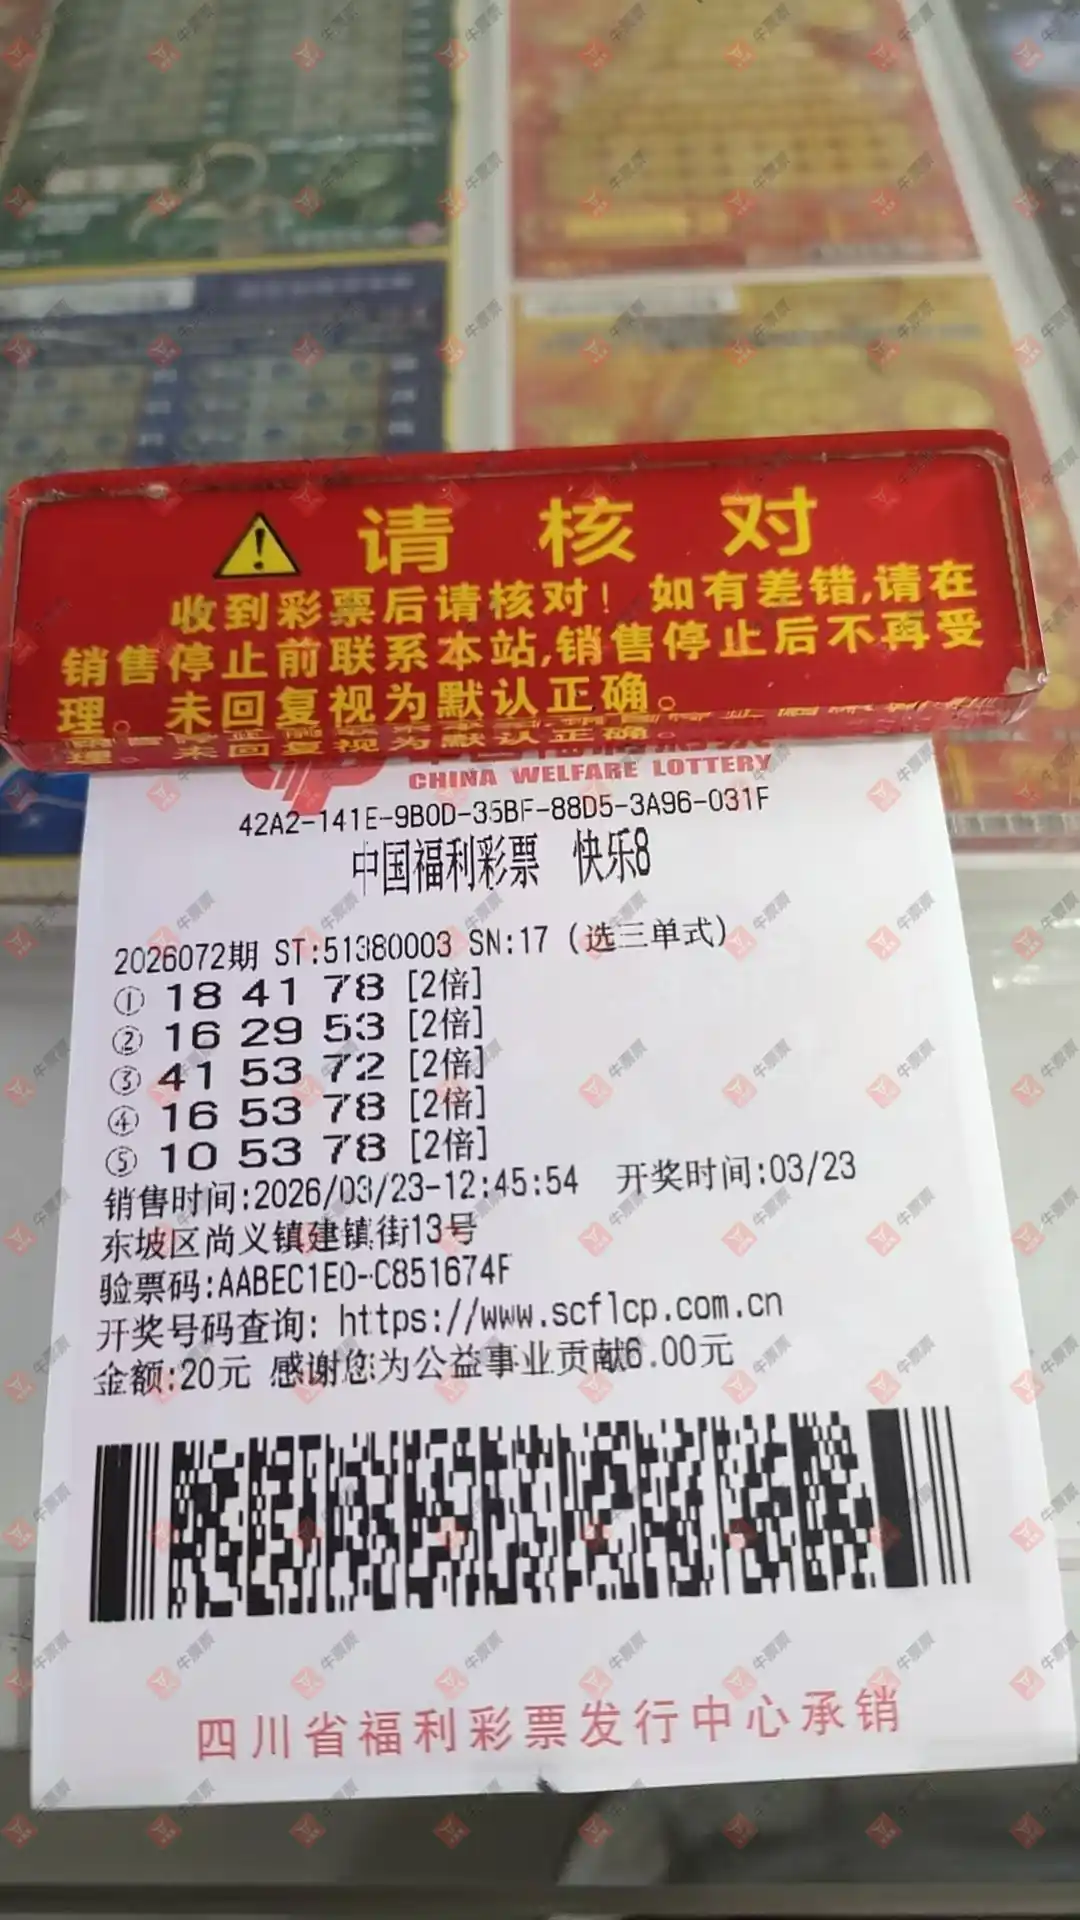 请核对
收到彩票后请核对！如有差错,请在
销售停止前联系本站,销售停止后不再受
理。未回复视为默认正确。
CHINA WELFARE LOTTERY
42A2-141E-9B0D-35BF-88D5-3A96-031F
中国福利彩票 快乐8
2026072期 ST:51380003 SN:17 (选三单式)
① 18 41 78 [2倍]
② 16 29 53 [2倍]
③ 41 53 72 [2倍]
④ 16 53 78 [2倍]
⑤ 10 53 78 [2倍]
销售时间:2026/03/23-12:45:54 开奖时间:03/23
东坡区尚义镇建镇街13号
验票码:AABEC1E0-C851674F
开奖号码查询: https://www.scflcp.com.cn
金额:20元 感谢您为公益事业贡献6.00元
四川省福利彩票发行中心承销
牛票票